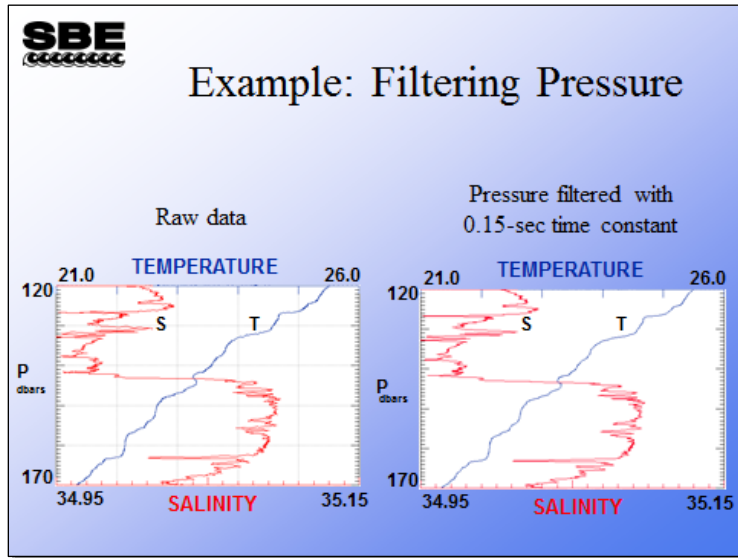 SBE
Example: Filtering Pressure
Raw data
TEMPERATURE
21.0 26.0
120
S T
P
dbars
170
34.95 SALINITY 35.15
Pressure filtered with
0.15-sec time constant
TEMPERATURE
21.0 26.0
120
S T
P
dbars
170
34.95 SALINITY 35.15